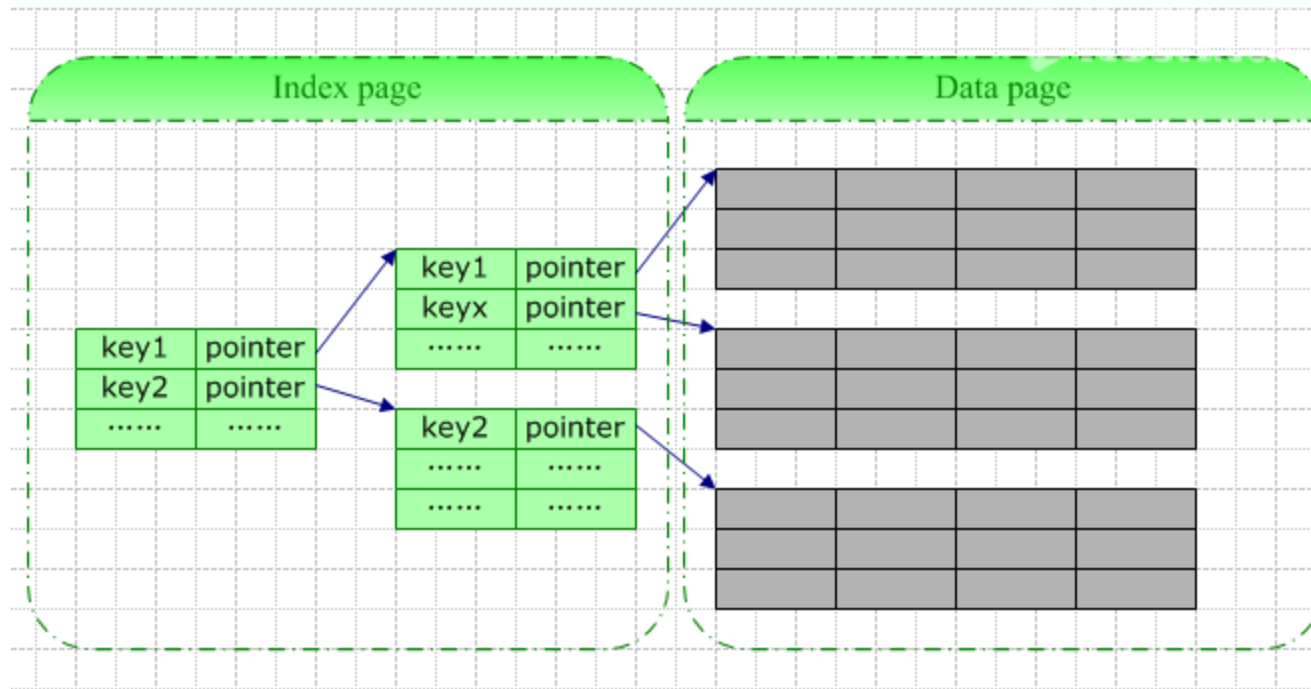 Index page
Data page
key1 pointer
key2 pointer
…… ……
key1 pointer
keyx pointer
…… ……
key2 pointer
…… ……
…… ……